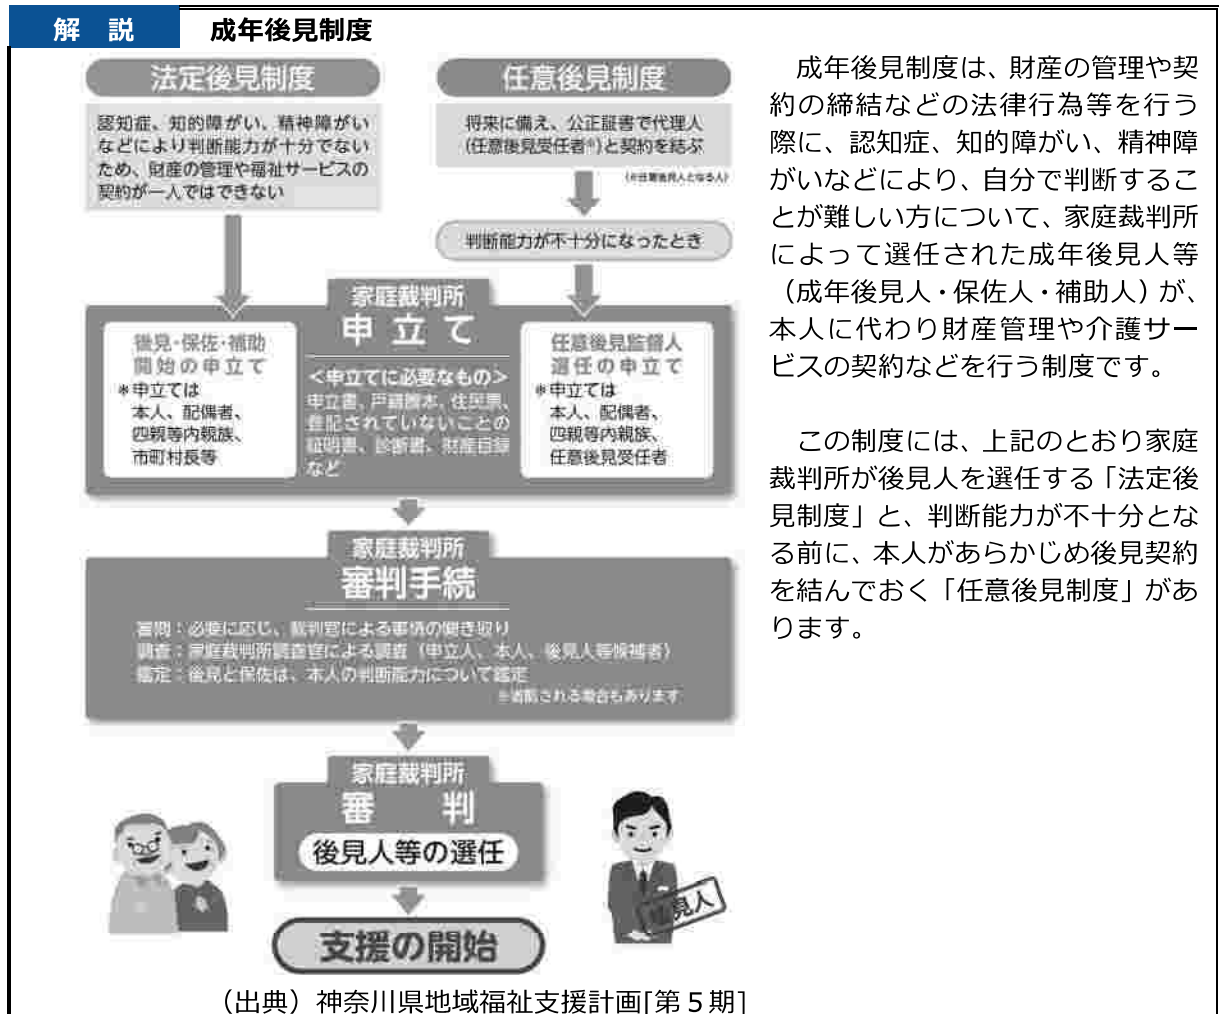 解　説
成年後見制度
法定後見制度
認知症、知的障がい、精神障がい
などにより判断能力が十分でない
ため、財産の管理や福祉サービスの
契約が一人ではできない
任意後見制度
将来に備え、公正証書で代理人
(任意後見受任者※)と契約を結ぶ
(※任意後見人となる人)
判断能力が不十分になったとき
家庭裁判所
申立て
後見・保佐・補助
開始の申立て
＊申立ては
本人、配偶者、
四親等内親族、
市町村長等
＜申立てに必要なもの＞
申立書、戸籍謄本、住民票、
登記されていないことの
証明書、診断書、財産目録
など
任意後見監督人
選任の申立て
＊申立ては
本人、配偶者、
四親等内親族、
任意後見受任者
家庭裁判所
審判手続
審問：必要に応じ、裁判官による事情の聞き取り
調査：家庭裁判所調査官による調査（申立人、本人、後見人等候補者）
鑑定：後見と保佐は、本人の判断能力について鑑定
※省略される場合もあります
家庭裁判所
審　判
後見人等の選任
後見人
支援の開始
（出典）神奈川県地域福祉支援計画[第５期]
成年後見制度は、財産の管理や契
約の締結などの法律行為等を行う
際に、認知症、知的障がい、精神障
がいなどにより、自分で判断するこ
とが難しい方について、家庭裁判所
によって選任された成年後見人等
（成年後見人・保佐人・補助人）が、
本人に代わり財産管理や介護サー
ビスの契約などを行う制度です。
この制度には、上記のとおり家庭
裁判所が後見人を選任する「法定後
見制度」と、判断能力が不十分とな
る前に、本人があらかじめ後見契約
を結んでおく「任意後見制度」があ
ります。